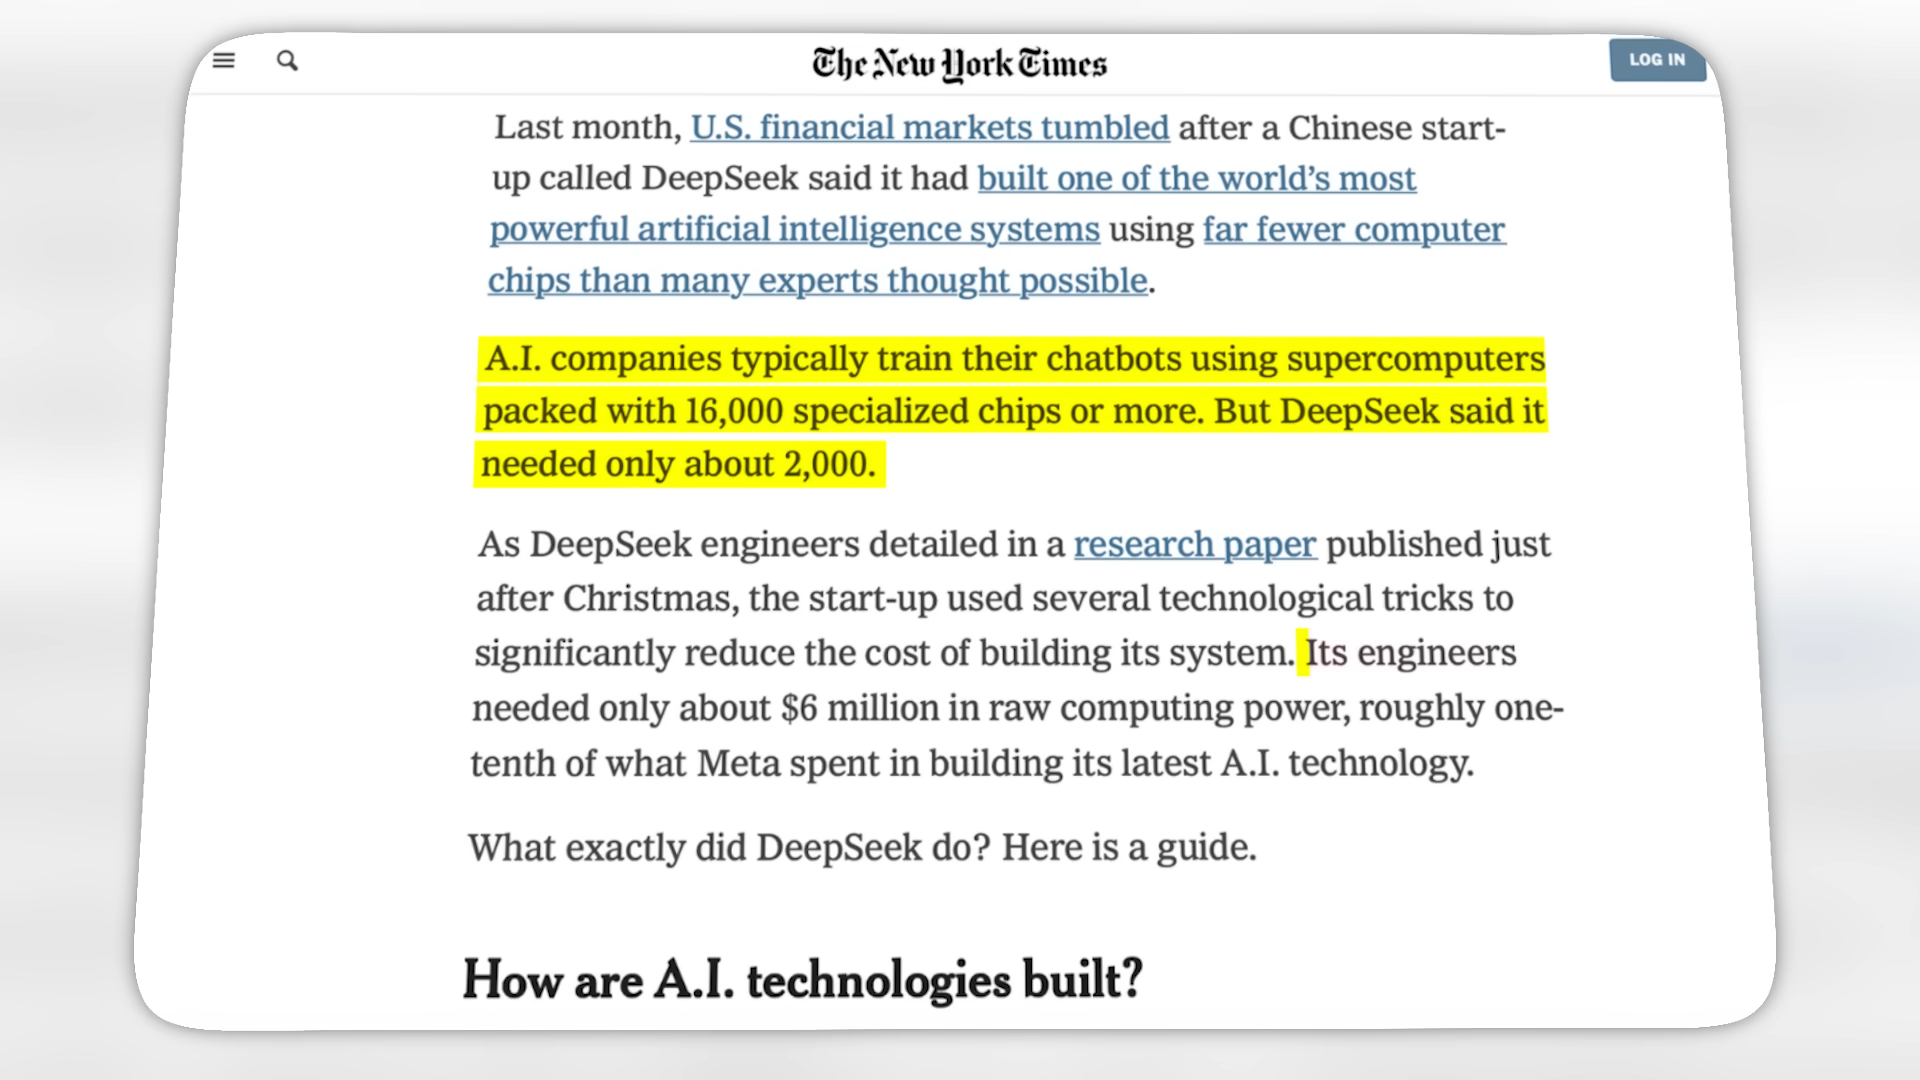 The New York Times
LOG IN
Last month, U.S. financial markets tumbled after a Chinese start-
up called DeepSeek said it had built one of the world's most
powerful artificial intelligence systems using far fewer computer
chips than many experts thought possible.
A.I. companies typically train their chatbots using supercomputers
packed with 16,000 specialized chips or more. But DeepSeek said it
needed only about 2,000.
As DeepSeek engineers detailed in a research paper published just
after Christmas, the start-up used several technological tricks to
significantly reduce the cost of building its system. Its engineers
needed only about $6 million in raw computing power, roughly one-
tenth of what Meta spent in building its latest A.I. technology.
What exactly did DeepSeek do? Here is a guide.
How are A.I. technologies built?